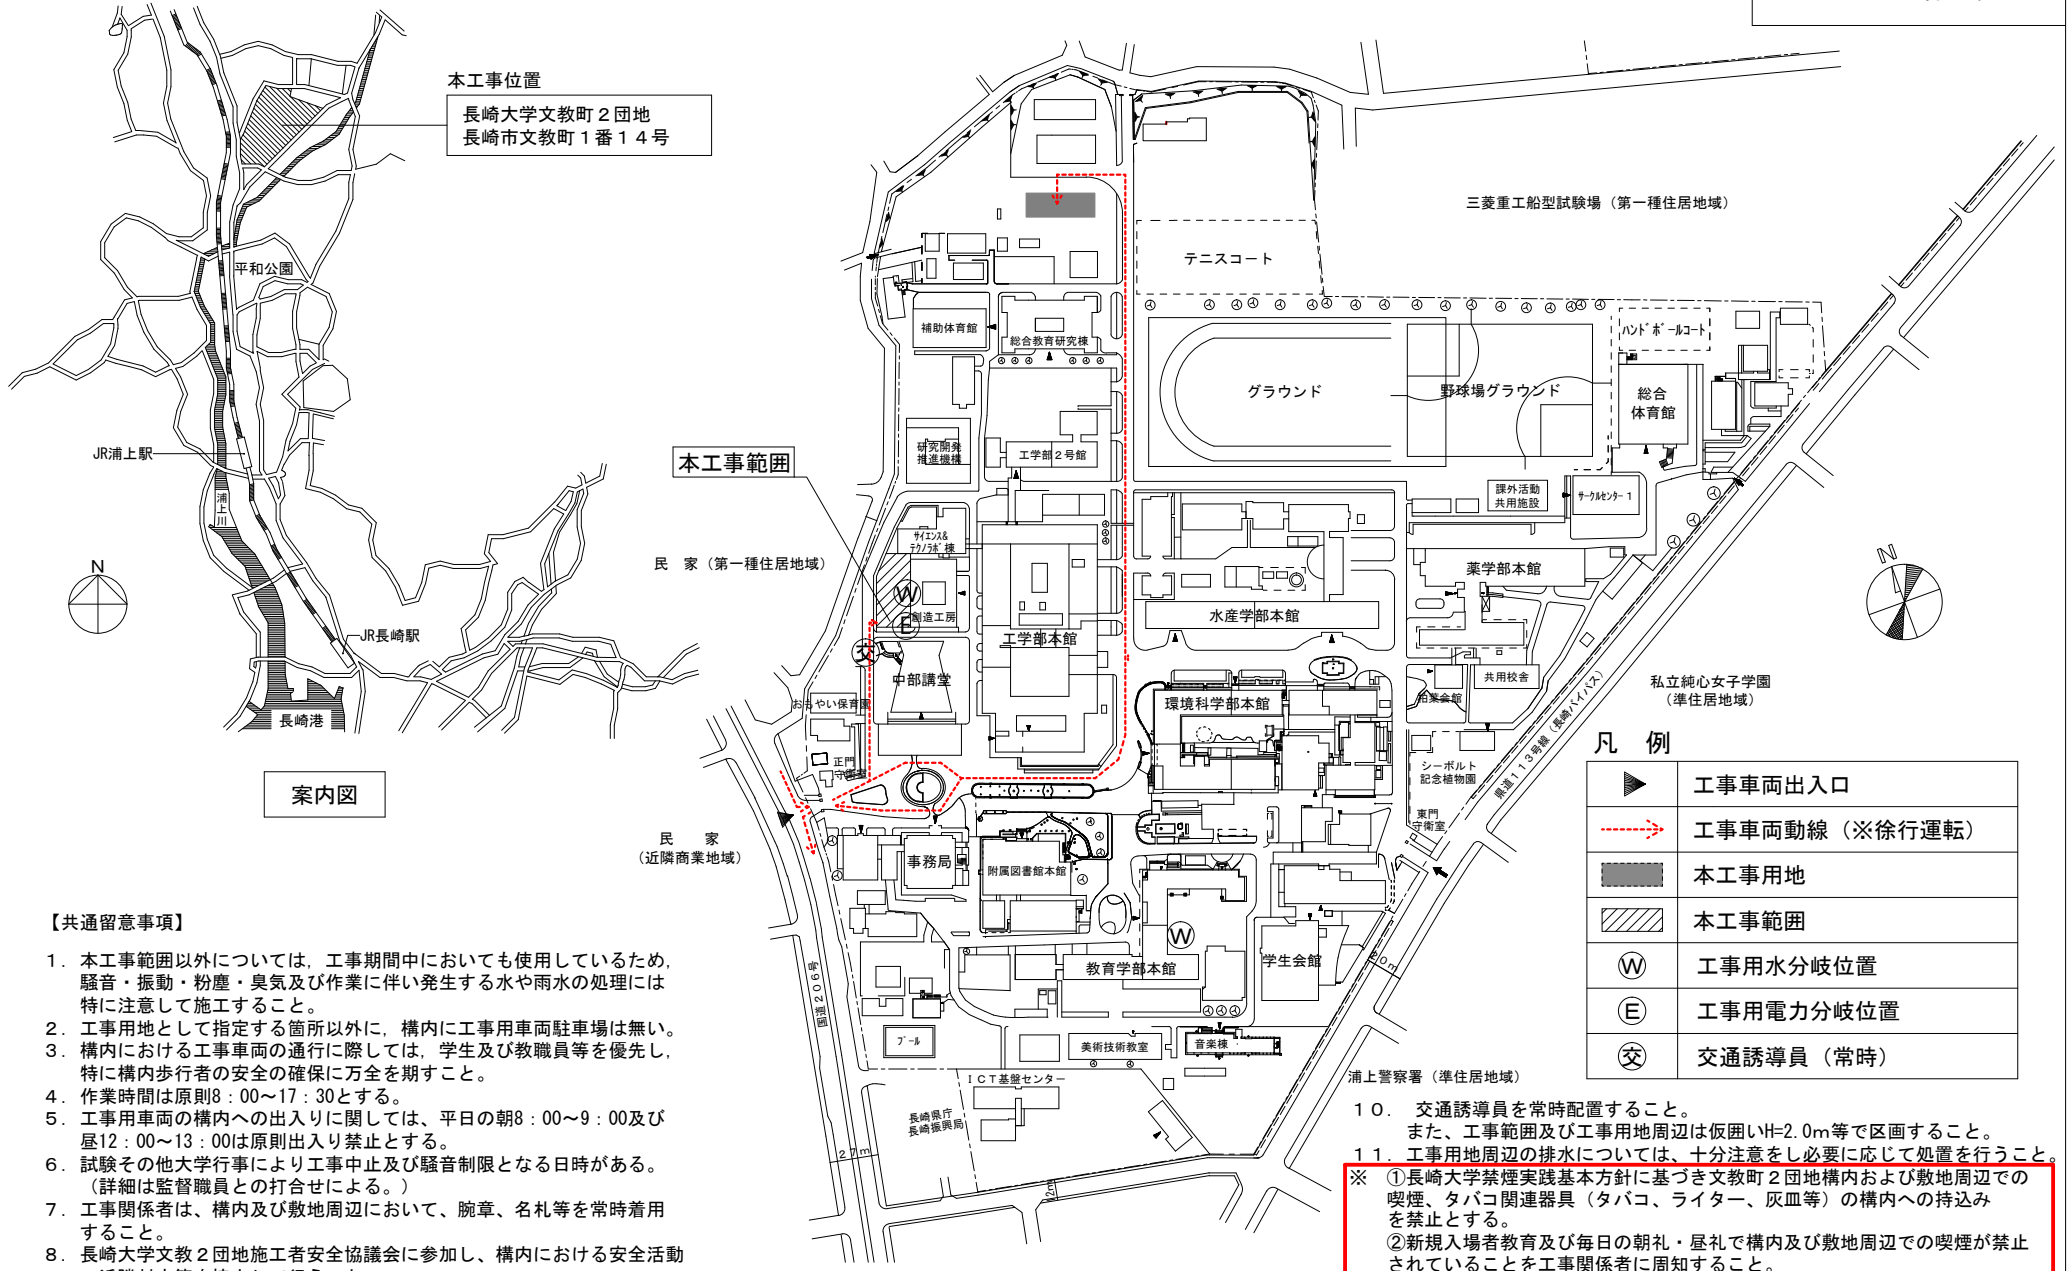 本工事位置
長崎大学文教町２団地
長崎市文教町１番１４号
平和公園
JR浦上駅
浦上川
N
JR長崎駅
長崎港
案内図
三菱重工船型試験場（第一種住居地域）
テニスコート
補助体育館
総合教育研究棟
グラウンド
野球場グラウンド
ハンドボールコート
総合
体育館
研究開発
推進機構
工学部２号館
本工事範囲
課外活動
共用施設
サークルセンター１
サイエンス&
テクノラボ棟
民　家（第一種住居地域）
薬学部本館
N
W
創造工房
E
水産学部本館
工学部本館
交
中部講堂
共用校舎
私立純心女子学園
（準住居地域）
おもやい保育園
環境科学部本館
柏葉会館
県道１１３号線（長崎バイパス）
正門
守衛室
シーボルト
記念植物園
東門
守衛室
民　家
（近隣商業地域）
事務局
附属図書館本館
W
教育学部本館
学生会館
２０ｍ
国道２０６号
プール
美術技術教室
音楽棟
ＩＣＴ基盤センター
浦上警察署（準住居地域）
長崎県庁
長崎振興局
２７ｍ
12m
凡　例
工事車両出入口
工事車両動線（※徐行運転）
本工事用地
本工事範囲
W 工事用水分岐位置
E 工事用電力分岐位置
交 交通誘導員（常時）
【共通留意事項】
１．本工事範囲以外については，工事期間中においても使用しているため，
騒音・振動・粉塵・臭気及び作業に伴い発生する水や雨水の処理には
特に注意して施工すること。
２．工事用地として指定する箇所以外に，構内に工事用車両駐車場は無い。
３．構内における工事車両の通行に際しては，学生及び教職員等を優先し，
特に構内歩行者の安全の確保に万全を期すこと。
４．作業時間は原則8：00～17：30とする。
５．工事用車両の構内への出入りに関しては、平日の朝8：00～9：00及び
昼12：00～13：00は原則出入り禁止とする。
６．試験その他大学行事により工事中止及び騒音制限となる日時がある。
（詳細は監督職員との打合せによる。）
７．工事関係者は、構内及び敷地周辺において、腕章、名札等を常時着用
すること。
８．長崎大学文教２団地施工者安全協議会に参加し、構内における安全活動
１０．　交通誘導員を常時配置すること。
また、工事範囲及び工事用地周辺は仮囲いH=2.0ｍ等で区画すること。
１１．工事用地周辺の排水については、十分注意をし必要に応じて処置を行うこと。
※　①長崎大学禁煙実践基本方針に基づき文教町２団地構内および敷地周辺での
喫煙、タバコ関連器具（タバコ、ライター、灰皿等）の構内への持込み
を禁止とする。
②新規入場者教育及び毎日の朝礼・昼礼で構内及び敷地周辺での喫煙が禁止
されていることを工事関係者に周知すること。